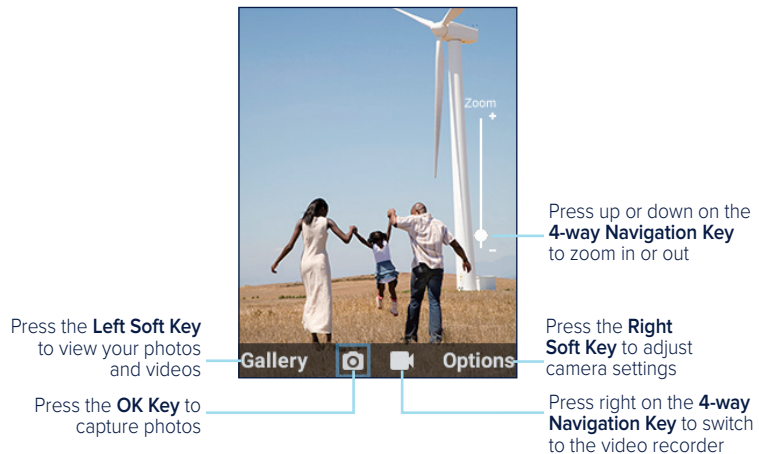 Zoom
+
−
Press up or down on the
4-way Navigation Key
to zoom in or out
Press the Left Soft Key
to view your photos
and videos
Gallery
Options
Press the Right
Soft Key to adjust
camera settings
Press the OK Key to
capture photos
Press right on the 4-way
Navigation Key to switch
to the video recorder